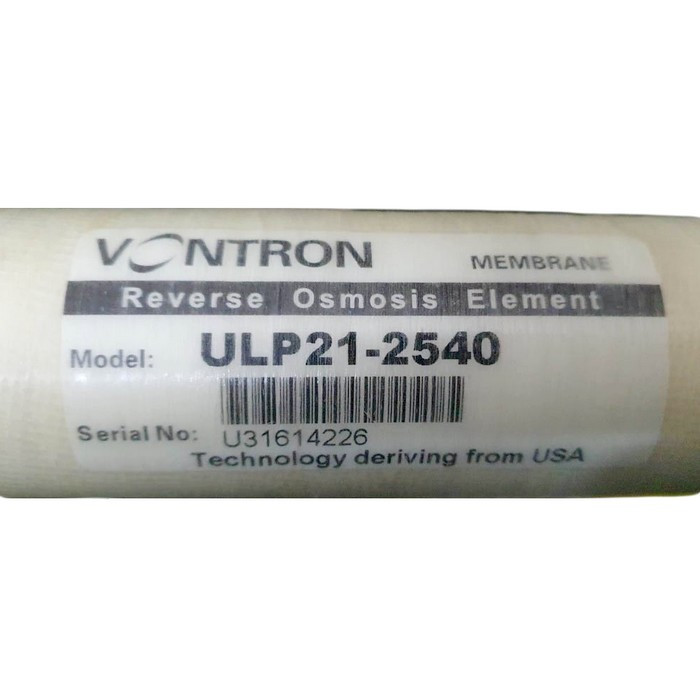 VONTRON MEMBRANE
Reverse Osmosis Element
Model: ULP21-2540
Serial No: U31614226
Technology deriving from USA